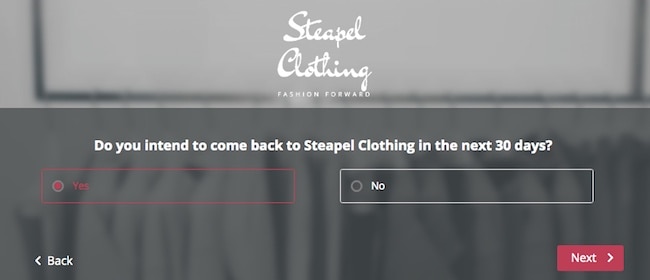 Steapel
Clothing
FASHION FORWARD
Do you intend to come back to Steapel Clothing in the next 30 days?
Yes
No
Back
Next